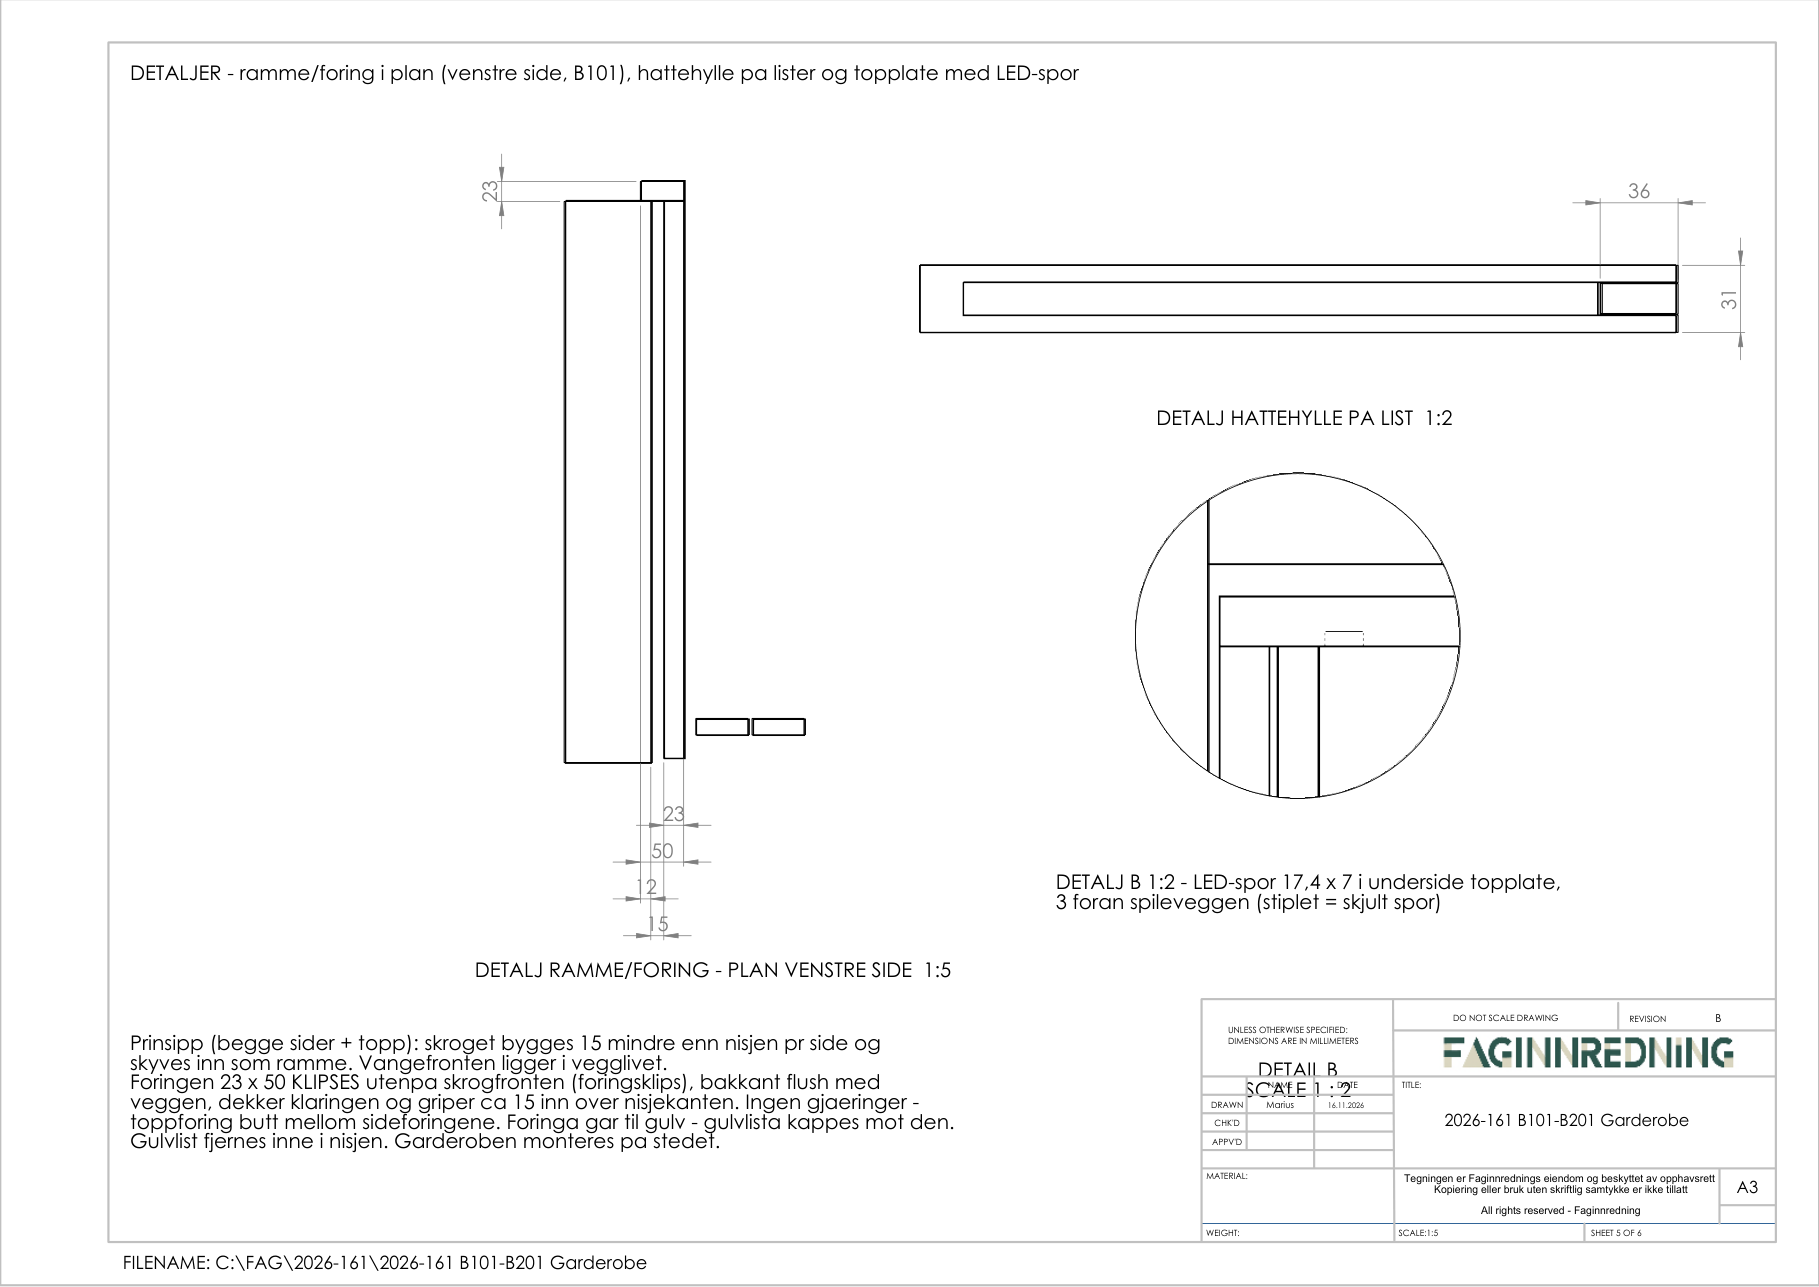 DETALJER - ramme/foring i plan (venstre side, B101), hattehylle pa lister og topplate med LED-spor
23
36
31
DETALJ HATTEHYLLE PA LIST 1:2
23
50
12
15
DETALJ B 1:2 - LED-spor 17,4 x 7 i underside topplate,
3 foran spileveggen (stiplet = skjult spor)
DETALJ RAMME/FORING - PLAN VENSTRE SIDE 1:5
Prinsipp (begge sider + topp): skroget bygges 15 mindre enn nisjen pr side og
skyves inn som ramme. Vangefronten ligger i vegglivet.
Foringen 23 x 50 KLIPSES utenpa skrogfronten (foringsklips), bakkant flush med
veggen, dekker klaringen og griper ca 15 inn over nisjekanten. Ingen gjaeringer -
toppforing butt mellom sideforingene. Foringa gar til gulv - gulvlista kappes mot den.
Gulvlist fjernes inne i nisjen. Garderoben monteres pa stedet.
UNLESS OTHERWISE SPECIFIED:
DIMENSIONS ARE IN MILLIMETERS
DETAIL B
SCALE 1 : 2
NAME DATE
DRAWN Marius 16.11.2026
CHK'D
APPV'D
MATERIAL:
WEIGHT:
DO NOT SCALE DRAWING
REVISION B
FAGINNREDNING
TITLE:
2026-161 B101-B201 Garderobe
Tegningen er Faginnrednings eiendom og beskyttet av opphavsrett
Kopiering eller bruk uten skriftlig samtykke er ikke tillatt
All rights reserved - Faginnredning
A3
SCALE:1:5
SHEET 5 OF 6
FILENAME: C:\FAG\2026-161\2026-161 B101-B201 Garderobe